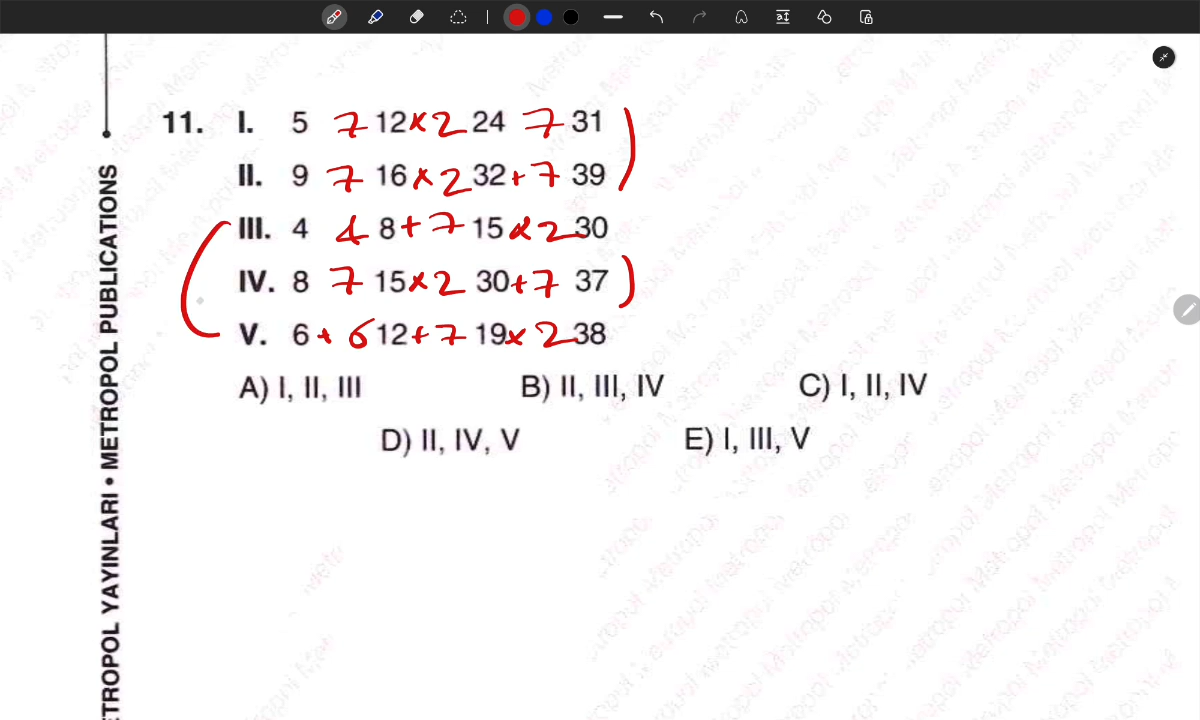 11. I. 5 7 12 x 2 24 7 31
II. 9 7 16 x 2 32 + 7 39
III. 4 4 8 + 7 15 x 2 30
IV. 8 7 15 x 2 30 + 7 37
V. 6 + 6 12 + 7 19 x 2 38
A) I, II, III B) II, III, IV C) I, II, IV
D) II, IV, V E) I, III, V
ETROPOL YAYINLARI • METROPOL PUBLICATIONS